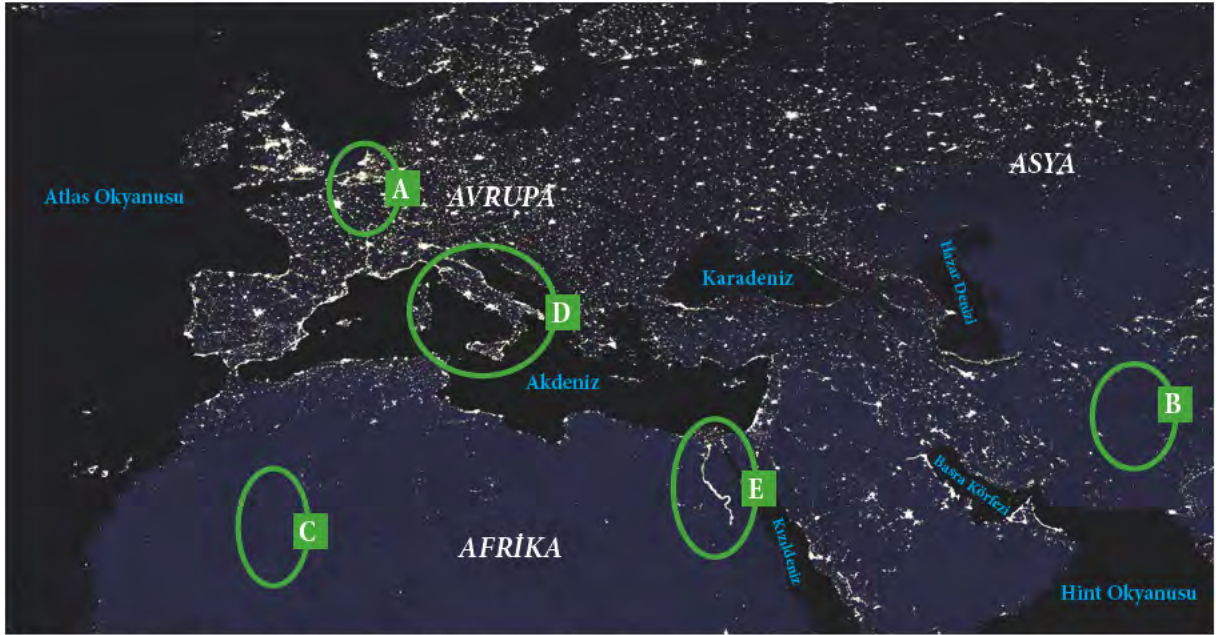 ASYA
Atlas Okyanusu
A
AVRUPA
Karadeniz
Hazar Denizi
D
Akdeniz
B
E
Basra Körfezi
C
AFRİKA
Kızıldeniz
Hint Okyanusu